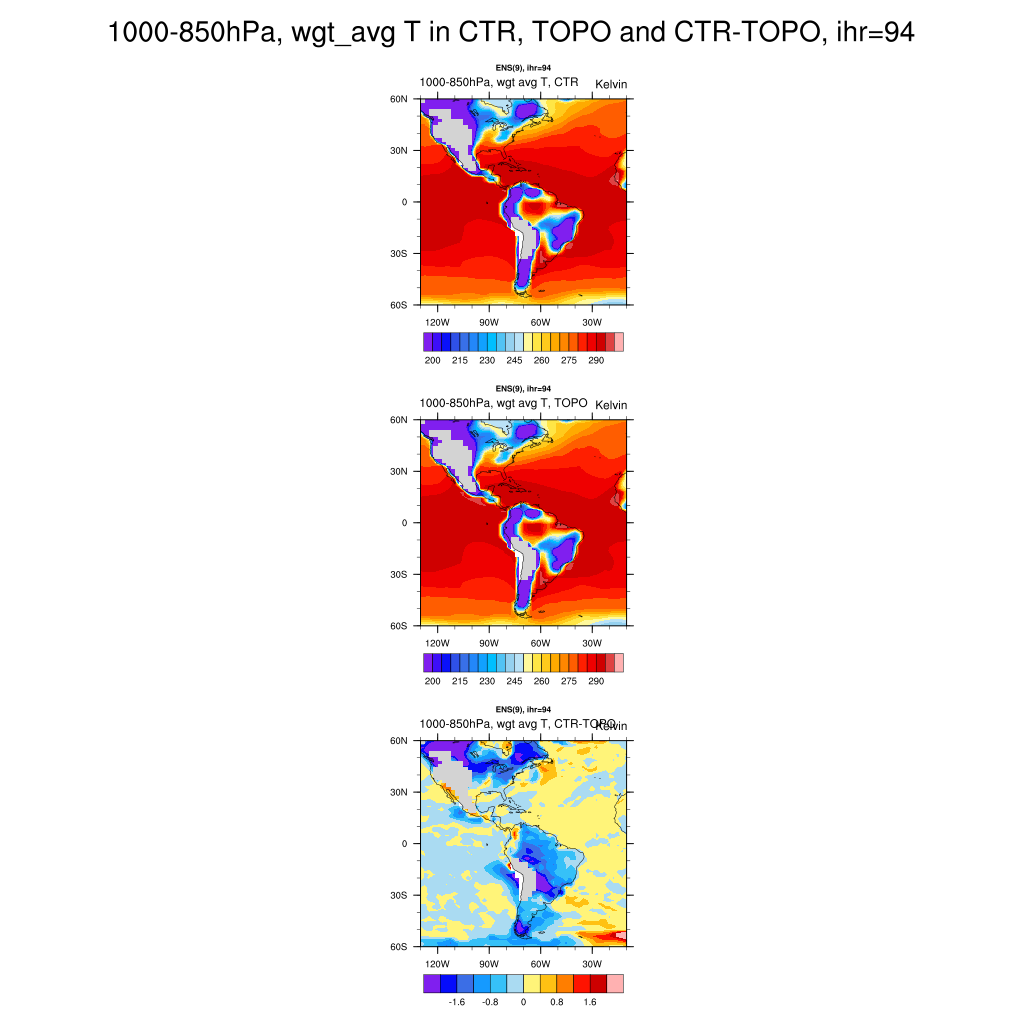 1000-850hPa, wgt_avg T in CTR, TOPO and CTR-TOPO, ihr=94
ENS(9), ihr=94
1000-850hPa, wgt avg T, CTR Kelvin
60N
30N
0
30S
60S
120W 90W 60W 30W
200 215 230 245 260 275 290
ENS(9), ihr=94
1000-850hPa, wgt avg T, TOPO Kelvin
60N
30N
0
30S
60S
120W 90W 60W 30W
200 215 230 245 260 275 290
ENS(9), ihr=94
1000-850hPa, wgt avg T, CTR-TOPO Kelvin
60N
30N
0
30S
60S
120W 90W 60W 30W
-1.6 -0.8 0 0.8 1.6